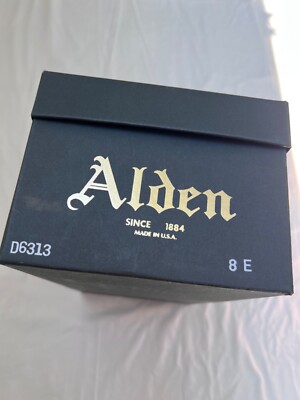 Alden
SINCE 1884
MADE IN U.S.A.
D6313 8 E